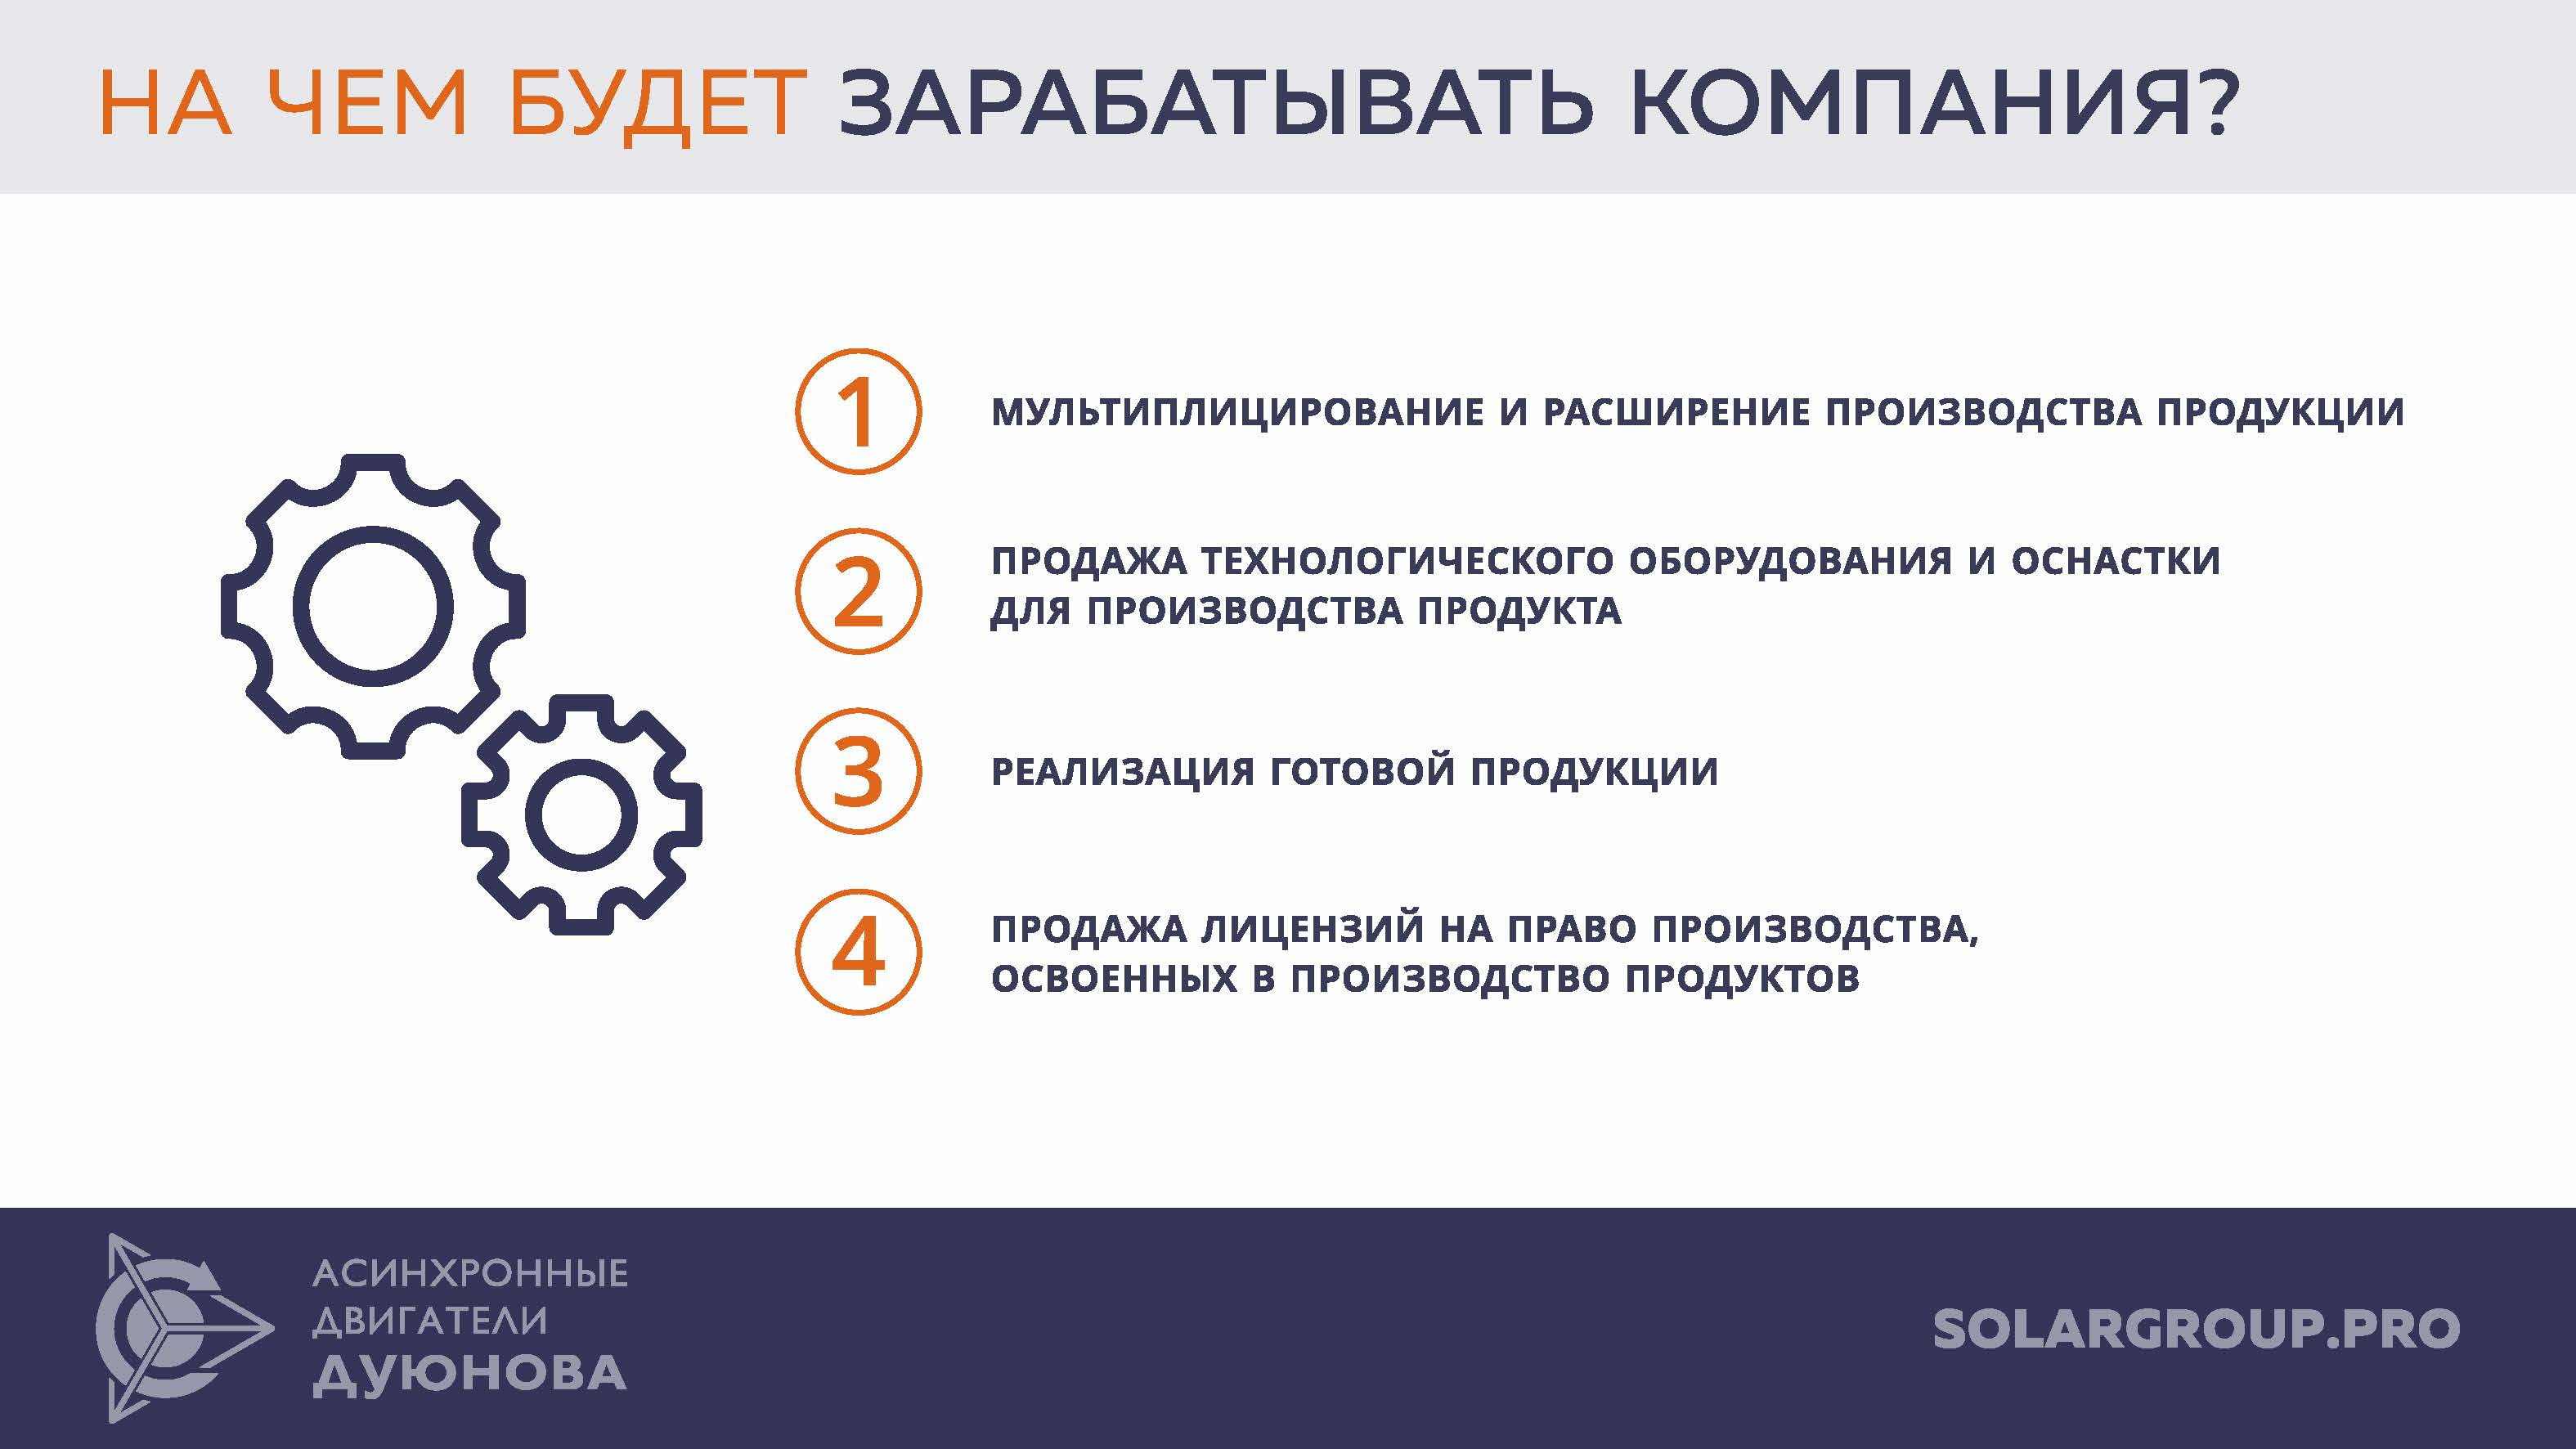 НА ЧЕМ БУДЕТ ЗАРАБАТЫВАТЬ КОМПАНИЯ?
1 МУЛЬТИПЛИЦИРОВАНИЕ И РАСШИРЕНИЕ ПРОИЗВОДСТВА ПРОДУКЦИИ
2 ПРОДАЖА ТЕХНОЛОГИЧЕСКОГО ОБОРУДОВАНИЯ И ОСНАСТКИ
ДЛЯ ПРОИЗВОДСТВА ПРОДУКТА
3 РЕАЛИЗАЦИЯ ГОТОВОЙ ПРОДУКЦИИ
4 ПРОДАЖА ЛИЦЕНЗИЙ НА ПРАВО ПРОИЗВОДСТВА,
ОСВОЕННЫХ В ПРОИЗВОДСТВО ПРОДУКТОВ
АСИНХРОННЫЕ
ДВИГАТЕЛИ
ДУЮНОВА
SOLARGROUP.PRO